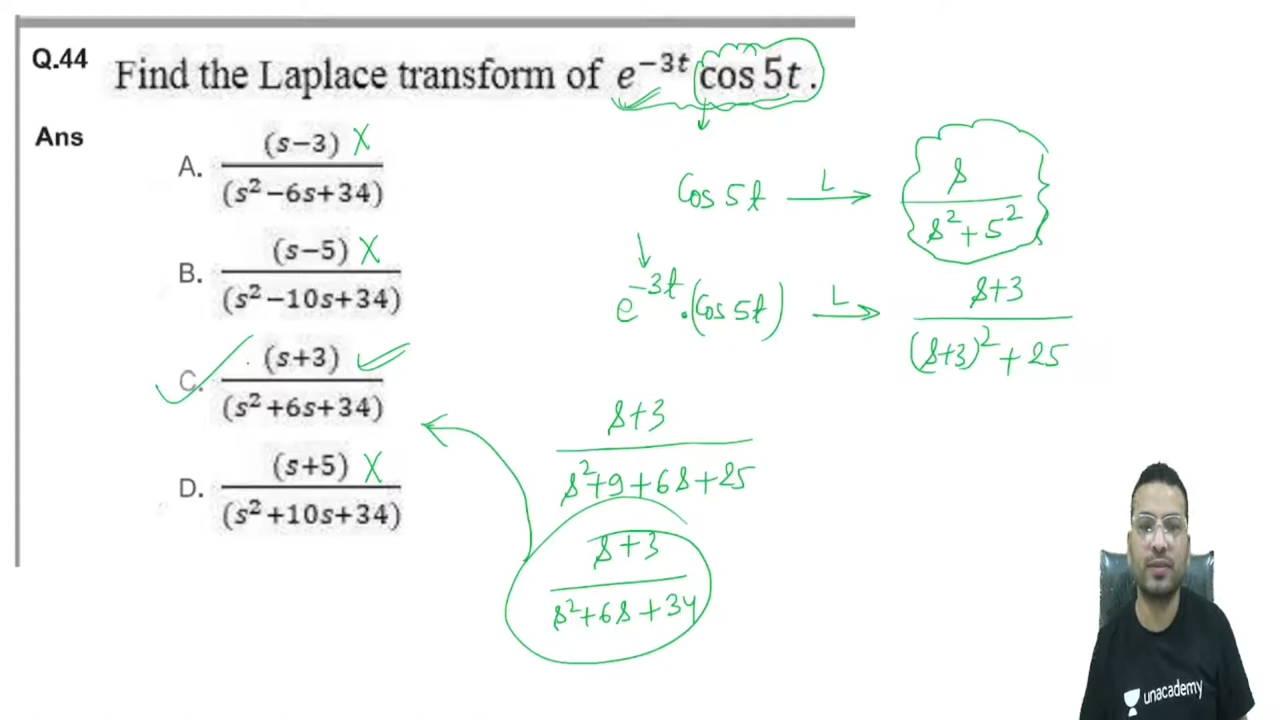 Q.44 Find the Laplace transform of e⁻³ᵗ cos 5t.
Ans
A. (s−3) X
(s²−6s+34)
B. (s−5) X
(s²−10s+34)
C. (s+3) ✓
(s²+6s+34)
D. (s+5) X
(s²+10s+34)
Cos 5t —L→ s
s²+5²
e⁻³ᵗ.(Cos 5t) —L→ s+3
(s+3)²+25
s+3
s²+9+6s+25
s+3
s²+6s+34
unacademy